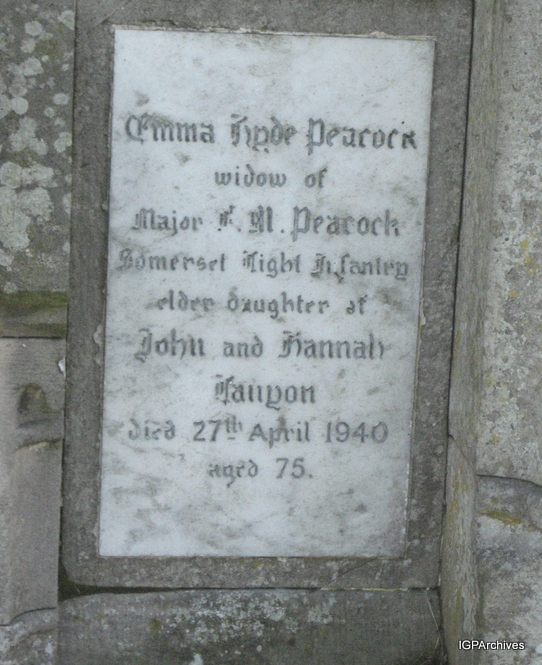 Emma Hyde Peacock
widow of
Major F. M. Peacock
Somerset Light Infantry
elder daughter of
John and Hannah
Lanyon
died 27th April 1940
aged 75.
IGPArchives